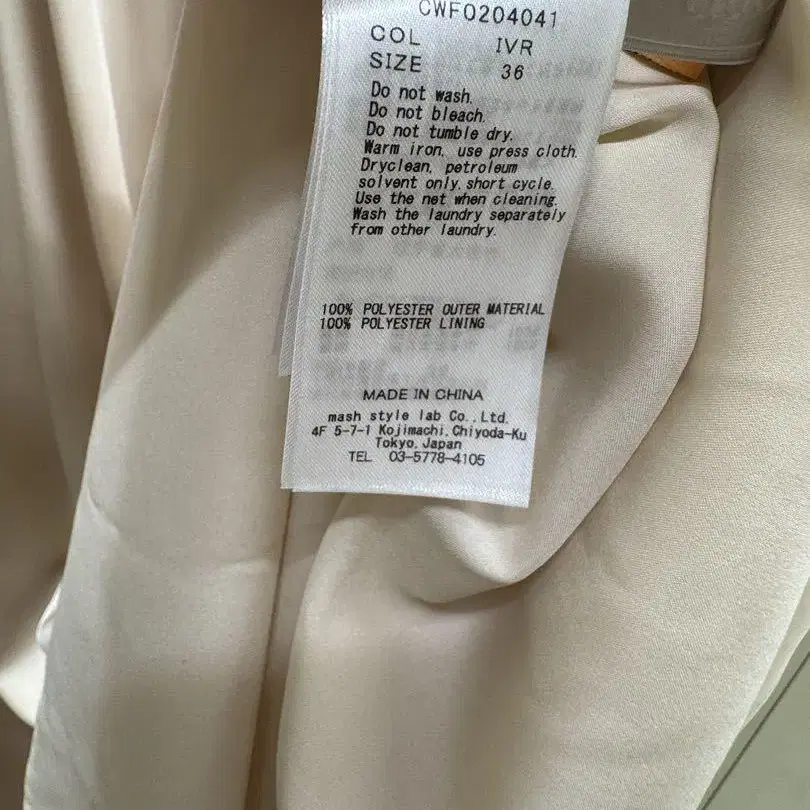 CWF0204041
COL IVR
SIZE 36
Do not wash.
Do not bleach.
Do not tumble dry.
Warm iron, use press cloth.
Dryclean, petroleum
solvent only, short cycle.
Use the net when cleaning.
Wash the laundry separately
from other laundry.
100% POLYESTER OUTER MATERIAL
100% POLYESTER LINING
MADE IN CHINA
mash style lab Co., Ltd.
4F 5-7-1 Kojimachi, Chiyoda-Ku
Tokyo, Japan
TEL 03-5778-4105